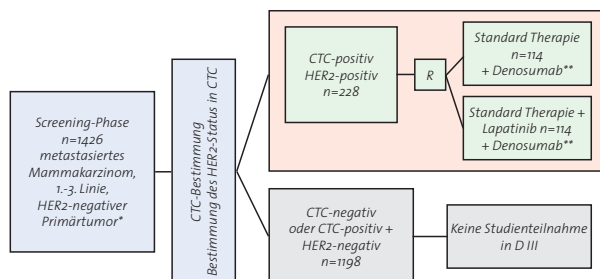 Screening-Phase
n=1426
metastasiertes
Mammakarzinom,
1.-3. Linie,
HER2-negativer
Primärtumor*
CTC-Bestimmung
Bestimmung des HER2-Status in CTC
CTC-positiv
HER2-positiv
n=228
R
Standard Therapie
n=114
+ Denosumab**
Standard Therapie +
Lapatinib n=114
+ Denosumab**
CTC-negativ
oder CTC-positiv +
HER2-negativ
n=1198
Keine Studienteilnahme
in D III